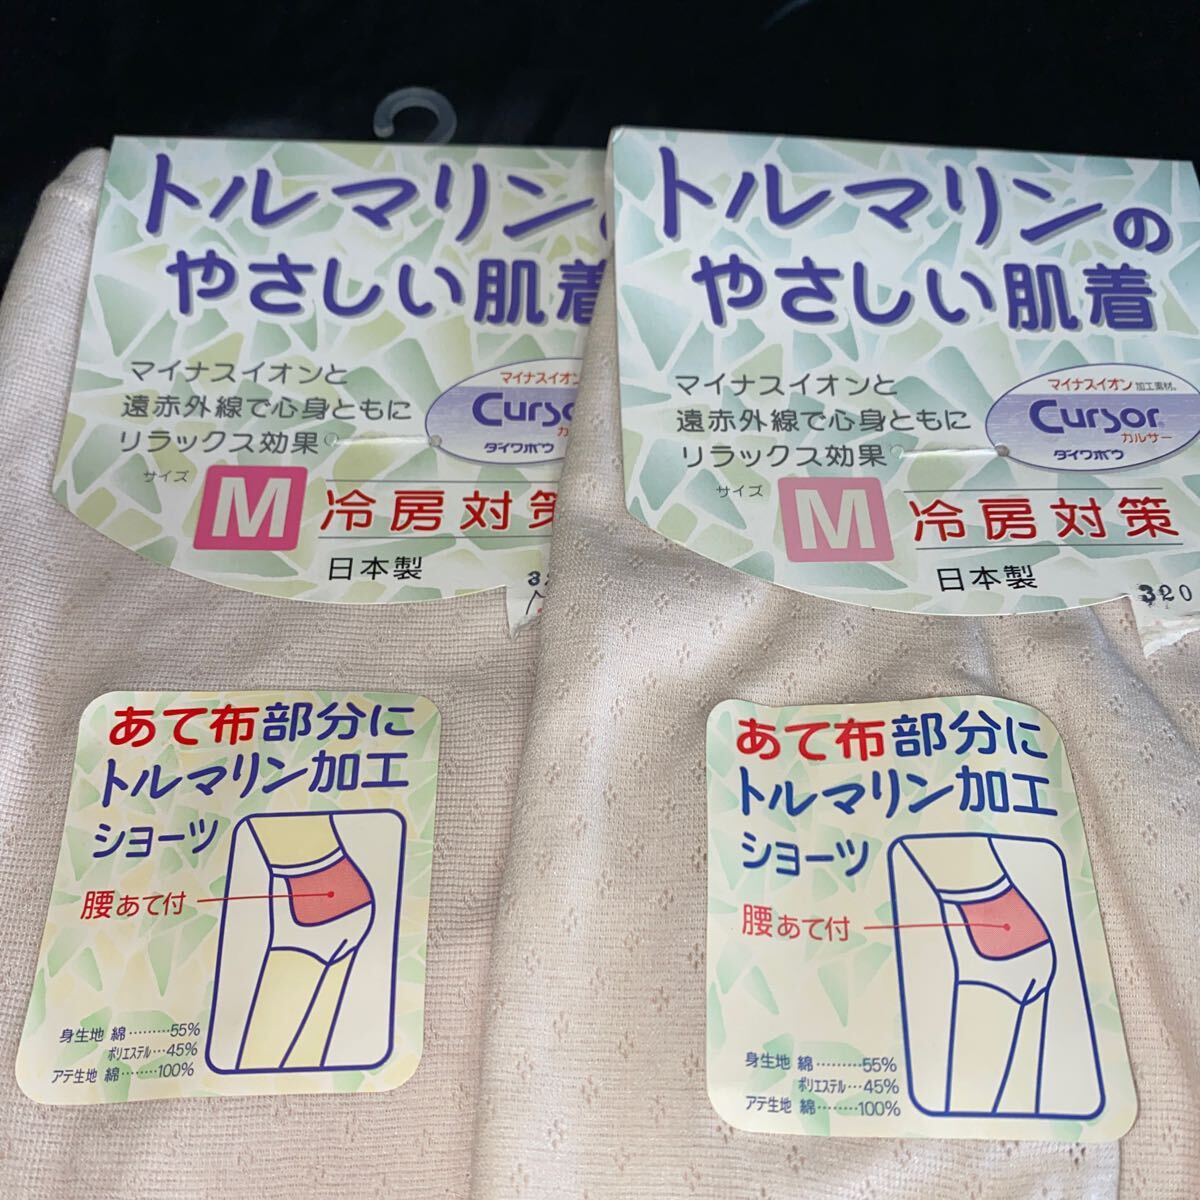 トルマリン
やさしい肌着
マイナスイオンと
遠赤外線で心身ともに
リラックス効果
マイナスイオン
Curso
ダイワボウ
サイズ
M
冷房対策
日本製
トルマリンの
やさしい肌着
マイナスイオンと
遠赤外線で心身ともに
リラックス効果
マイナスイオン 加工素材。
Cursor
カルサー
ダイワボウ
サイズ
M
冷房対策
日本製
320
あて布部分に
トルマリン加工
ショーツ
腰あて付
身生地 綿………55%
ポリエステル…45%
アテ生地 綿………100%
あて布部分に
トルマリン加工
ショーツ
腰あて付
身生地 綿………55%
ポリエステル…45%
アテ生地 綿………100%